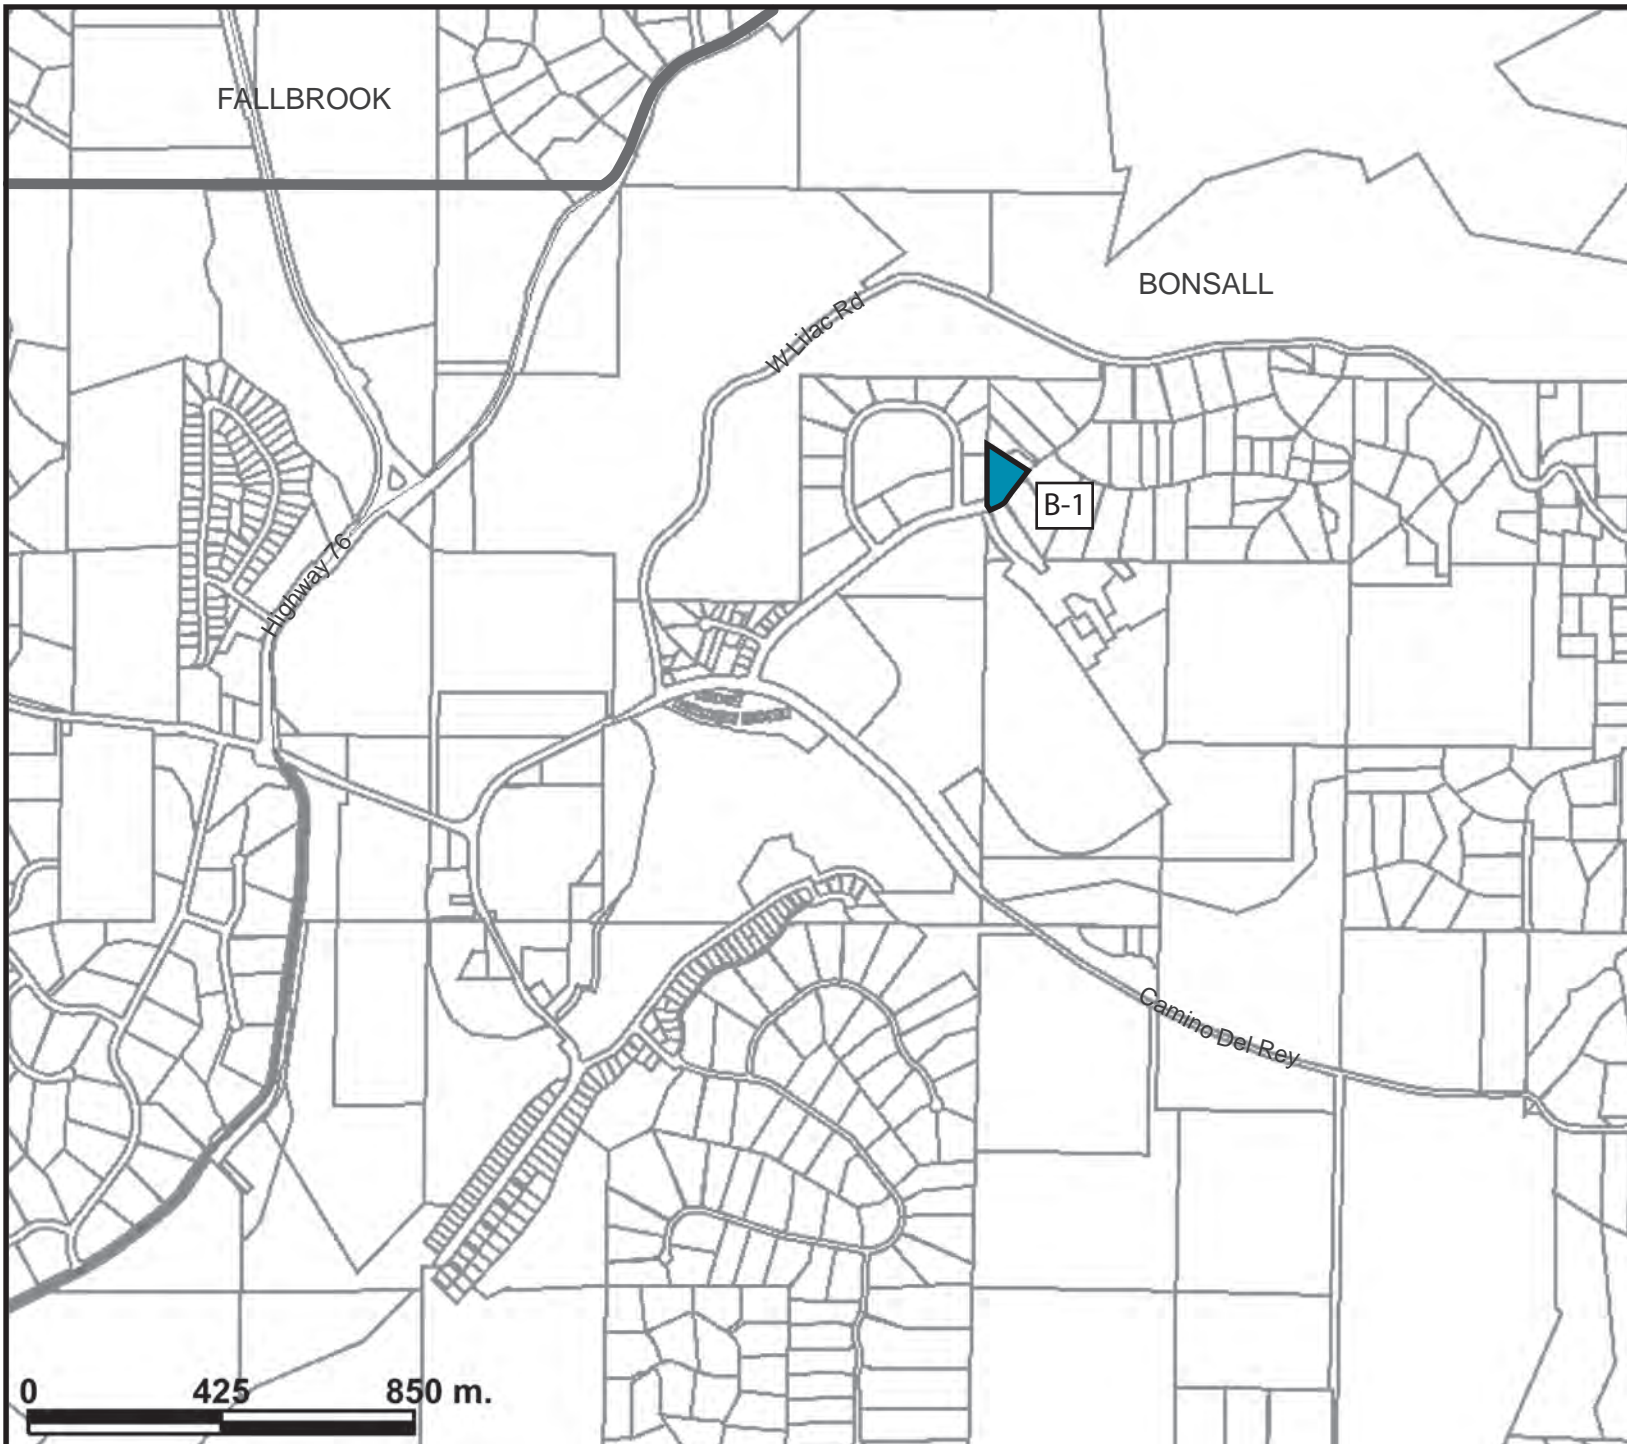 FALLBROOK
BONSALL
W Lilac Rd
B-1
Highway 76
Camino Del Rey
0 425 850 m.